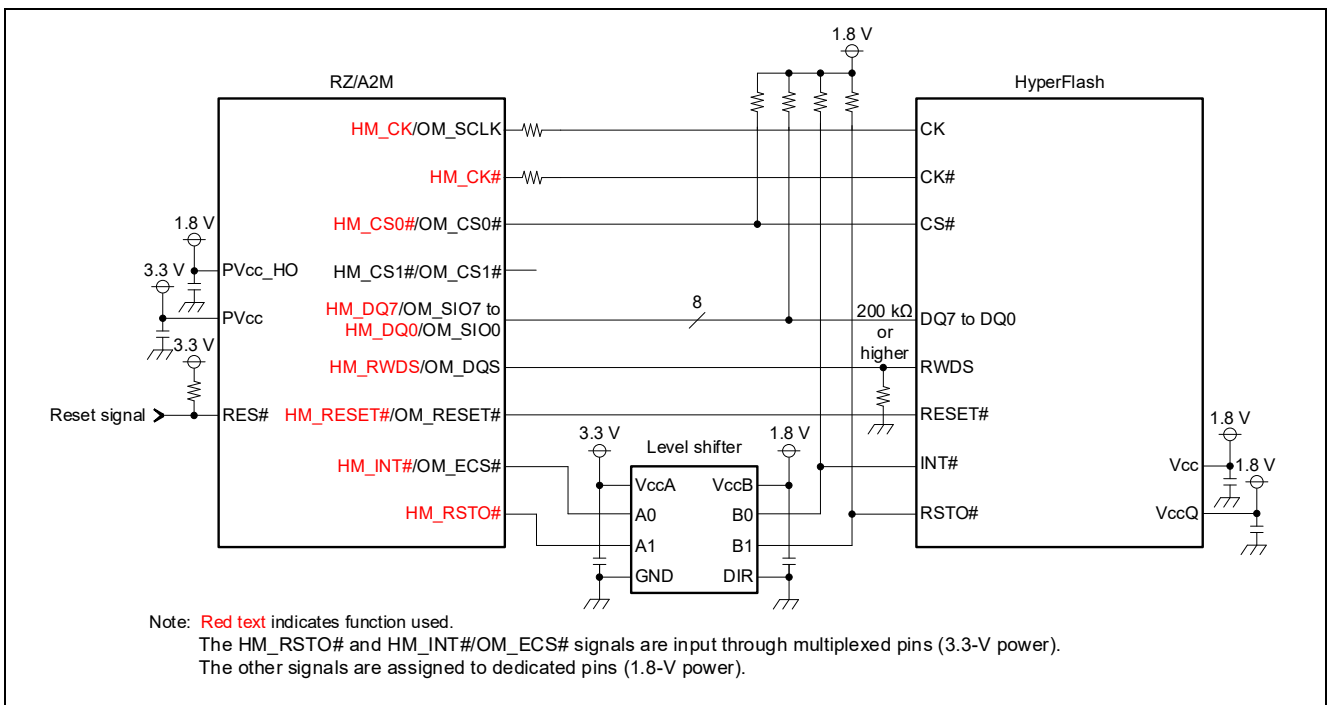 1.8 V
RZ/A2M
HyperFlash
HM_CK/OM_SCLK
CK
HM_CK#
CK#
HM_CS0#/OM_CS0#
CS#
1.8 V
PVcc_HO
HM_CS1#/OM_CS1#
3.3 V
PVcc
HM_DQ7/OM_SIO7 to
HM_DQ0/OM_SIO0
8
200 kΩ
or
higher
DQ7 to DQ0
3.3 V
HM_RWDS/OM_DQS
RWDS
Reset signal
RES#
HM_RESET#/OM_RESET#
RESET#
3.3 V
Level shifter
1.8 V
1.8 V
HM_INT#/OM_ECS#
INT#
Vcc
1.8 V
VccA
VccB
HM_RSTO#
A0
B0
RSTO#
VccQ
A1
B1
GND
DIR
Note: Red text indicates function used.
The HM_RSTO# and HM_INT#/OM_ECS# signals are input through multiplexed pins (3.3-V power).
The other signals are assigned to dedicated pins (1.8-V power).